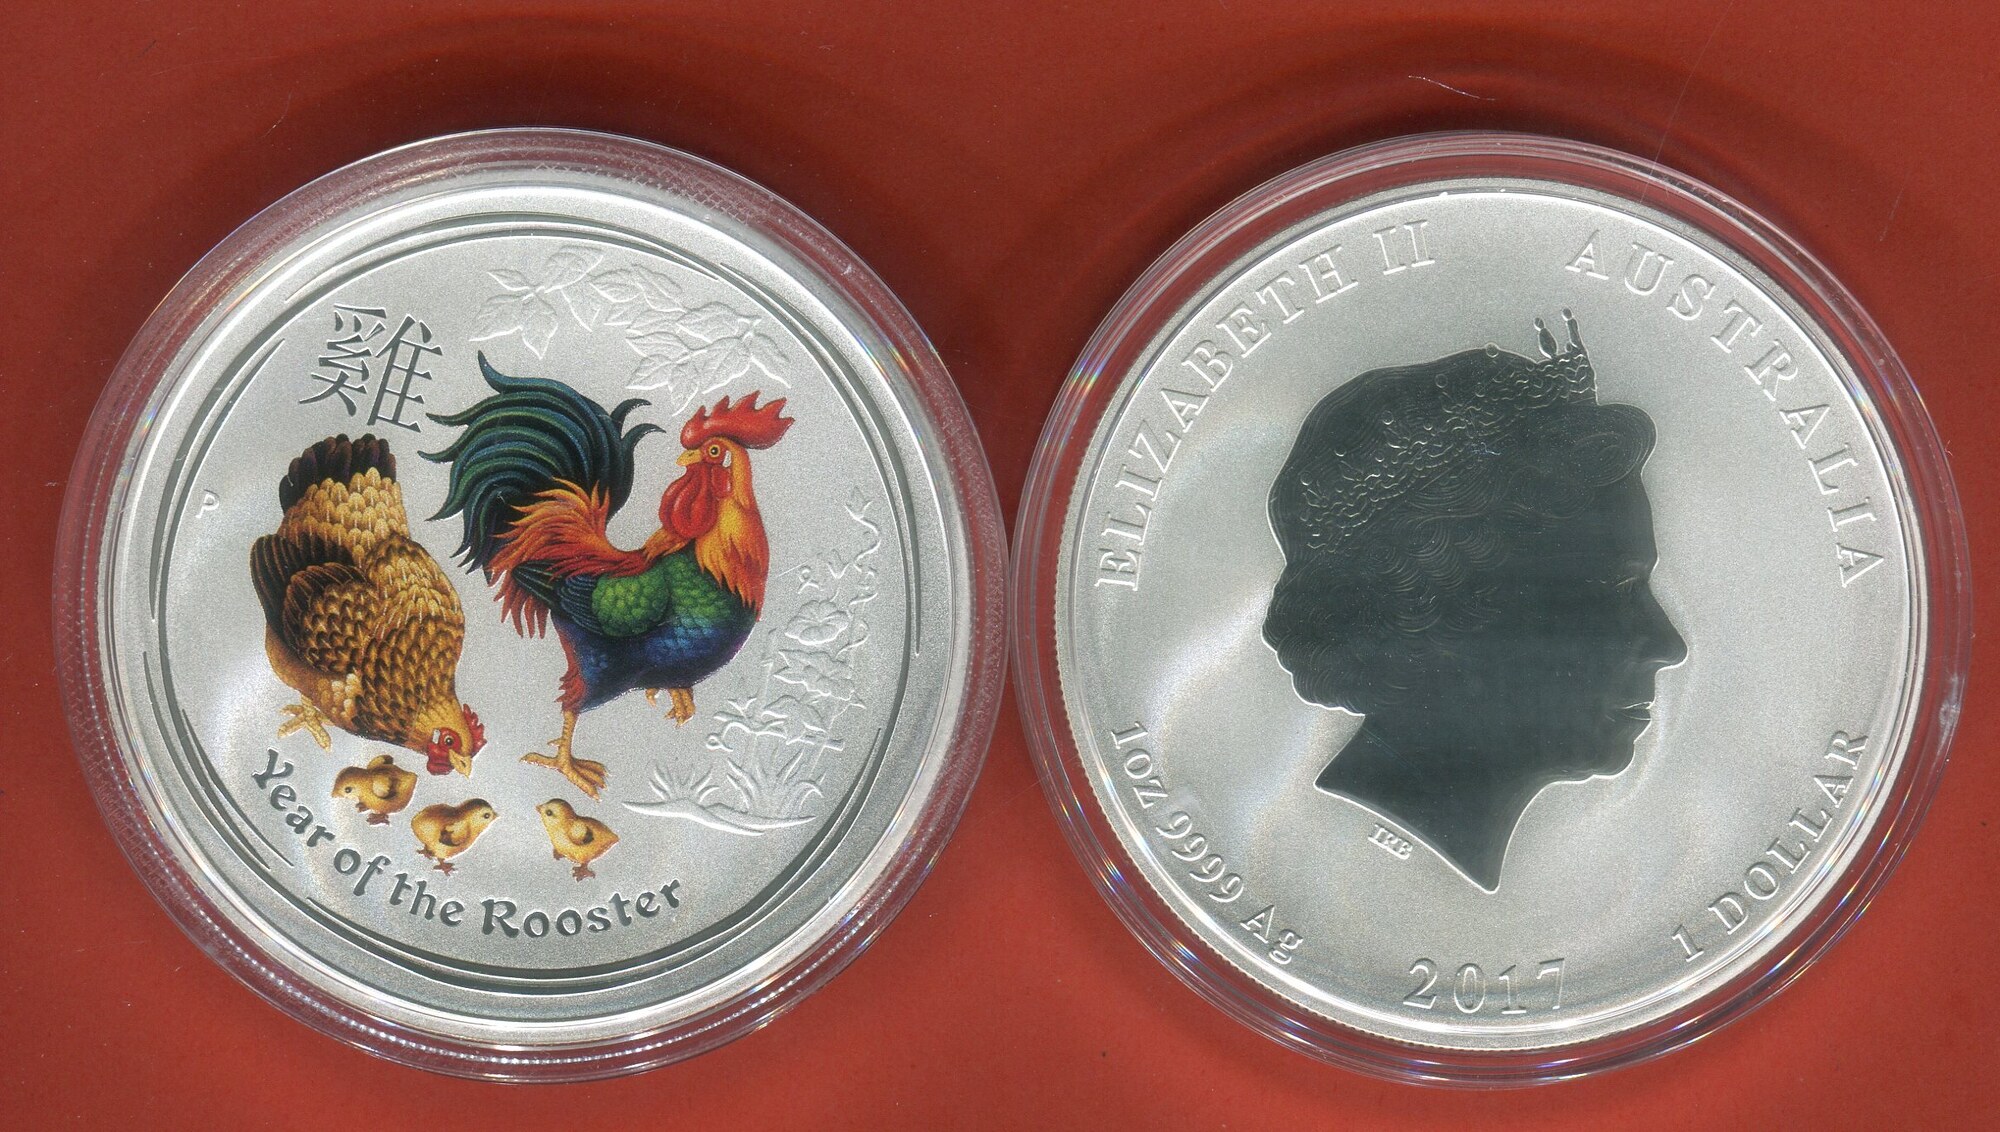 雞
P
Year of the Rooster
ELIZABETH II AUSTRALIA
1OZ 9999 Ag 2017 1 DOLLAR
IRB